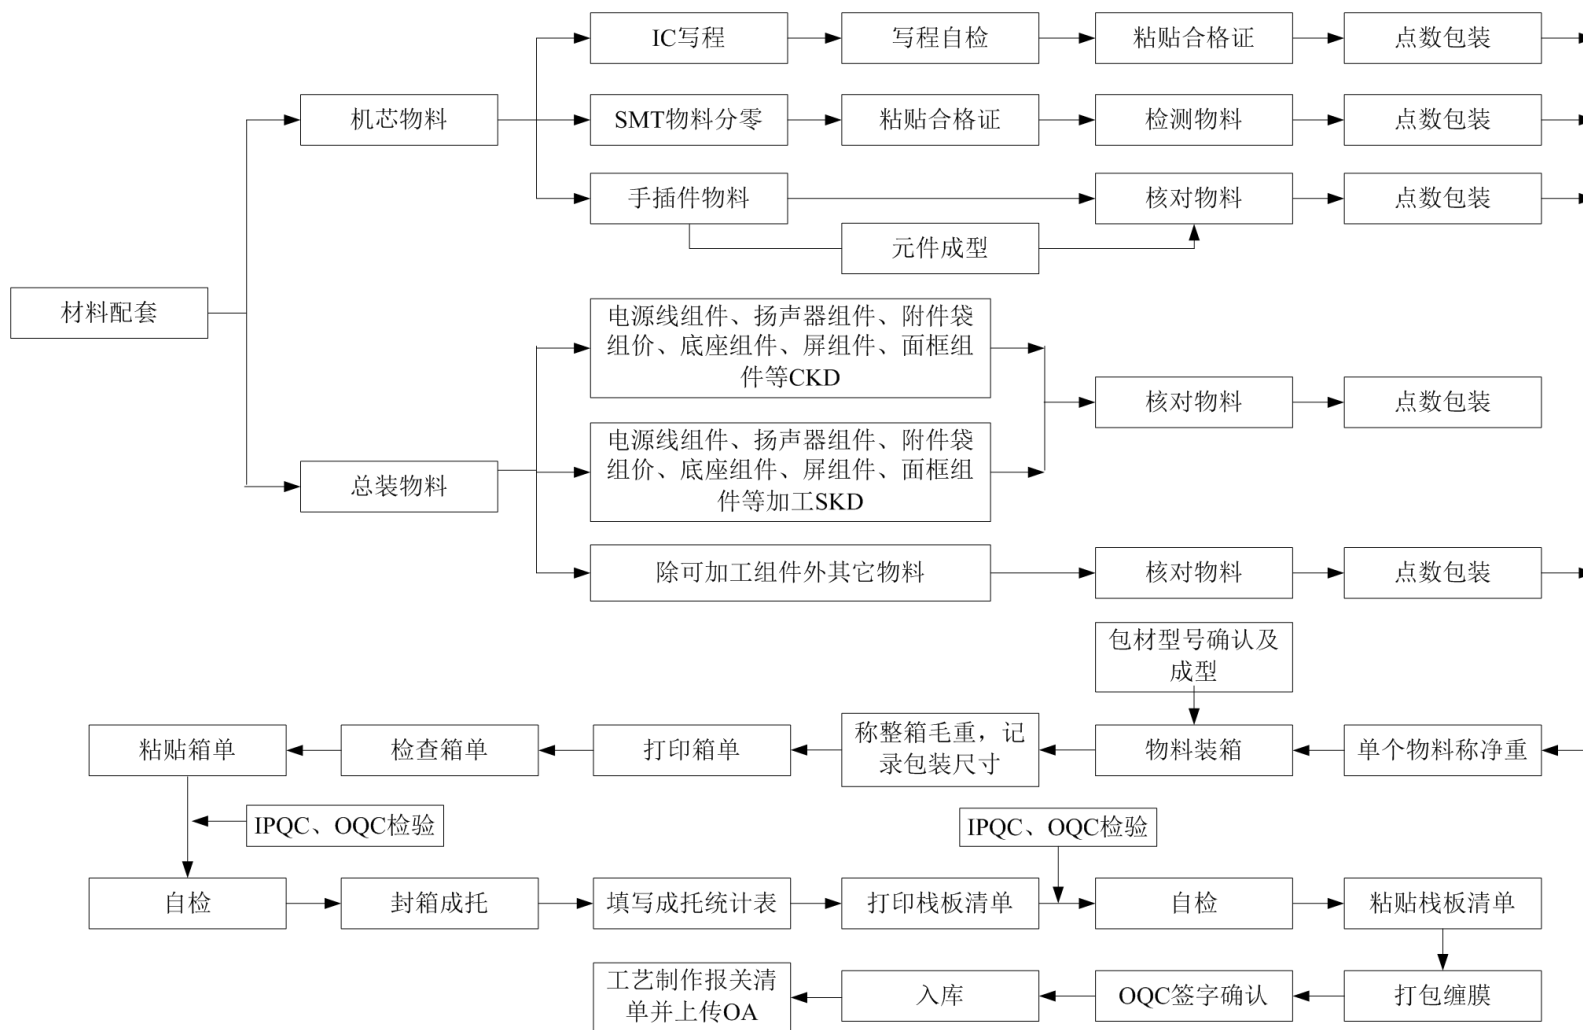 IC写程
写程自检
粘贴合格证
点数包装
机芯物料
SMT物料分零
粘贴合格证
检测物料
点数包装
手插件物料
核对物料
点数包装
元件成型
材料配套
电源线组件、扬声器组件、附件袋
组价、底座组件、屏组件、面框组
件等CKD
核对物料
点数包装
总装物料
电源线组件、扬声器组件、附件袋
组价、底座组件、屏组件、面框组
件等加工SKD
除可加工组件外其它物料
核对物料
点数包装
包材型号确认及
成型
粘贴箱单
检查箱单
打印箱单
称整箱毛重，记
录包装尺寸
物料装箱
单个物料称净重
IPQC、OQC检验
IPQC、OQC检验
自检
封箱成托
填写成托统计表
打印栈板清单
自检
粘贴栈板清单
工艺制作报关清
单并上传OA
入库
OQC签字确认
打包缠膜